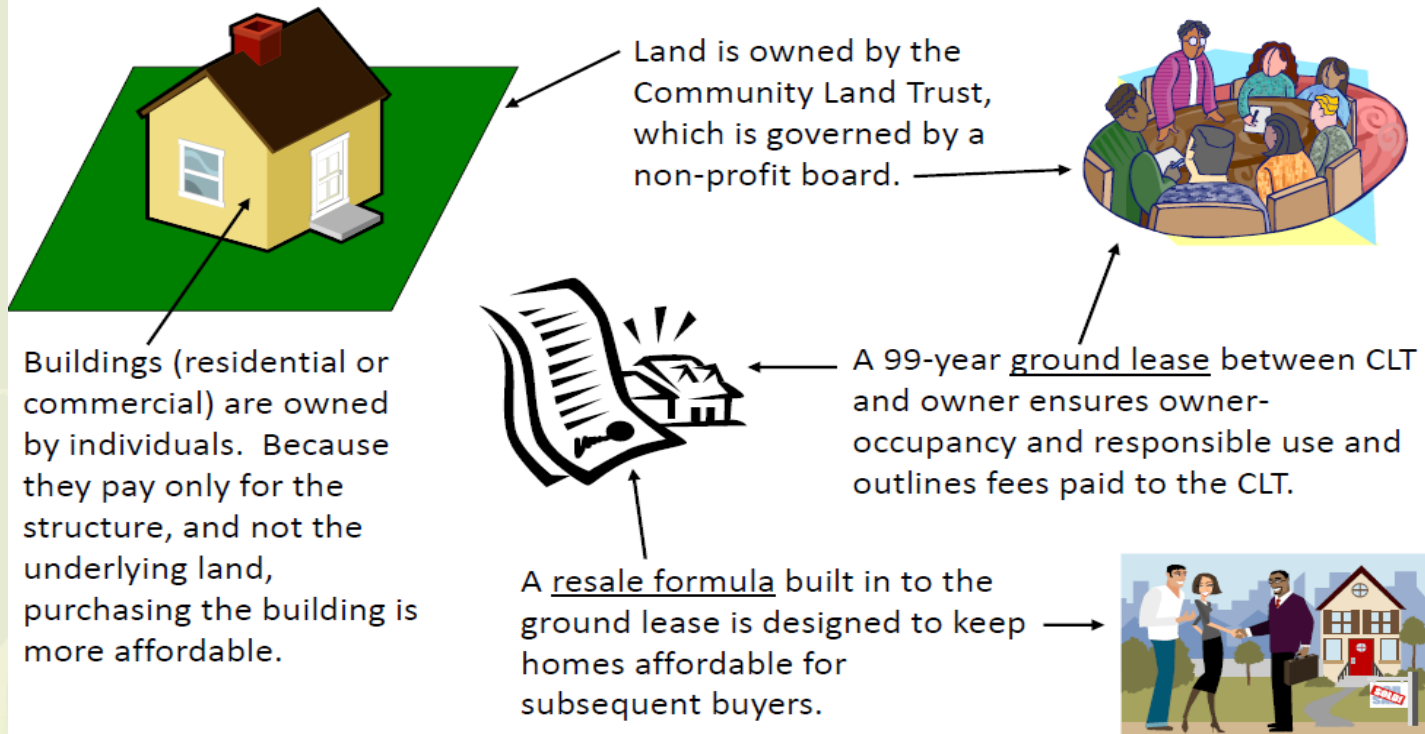 Land is owned by the
Community Land Trust,
which is governed by a
non-profit board.
Buildings (residential or
commercial) are owned
by individuals.  Because
they pay only for the
structure, and not the
underlying land,
purchasing the building is
more affordable.
A 99-year ground lease between CLT
and owner ensures owner-
occupancy and responsible use and
outlines fees paid to the CLT.
A resale formula built in to the
ground lease is designed to keep
homes affordable for
subsequent buyers.
SOLD!